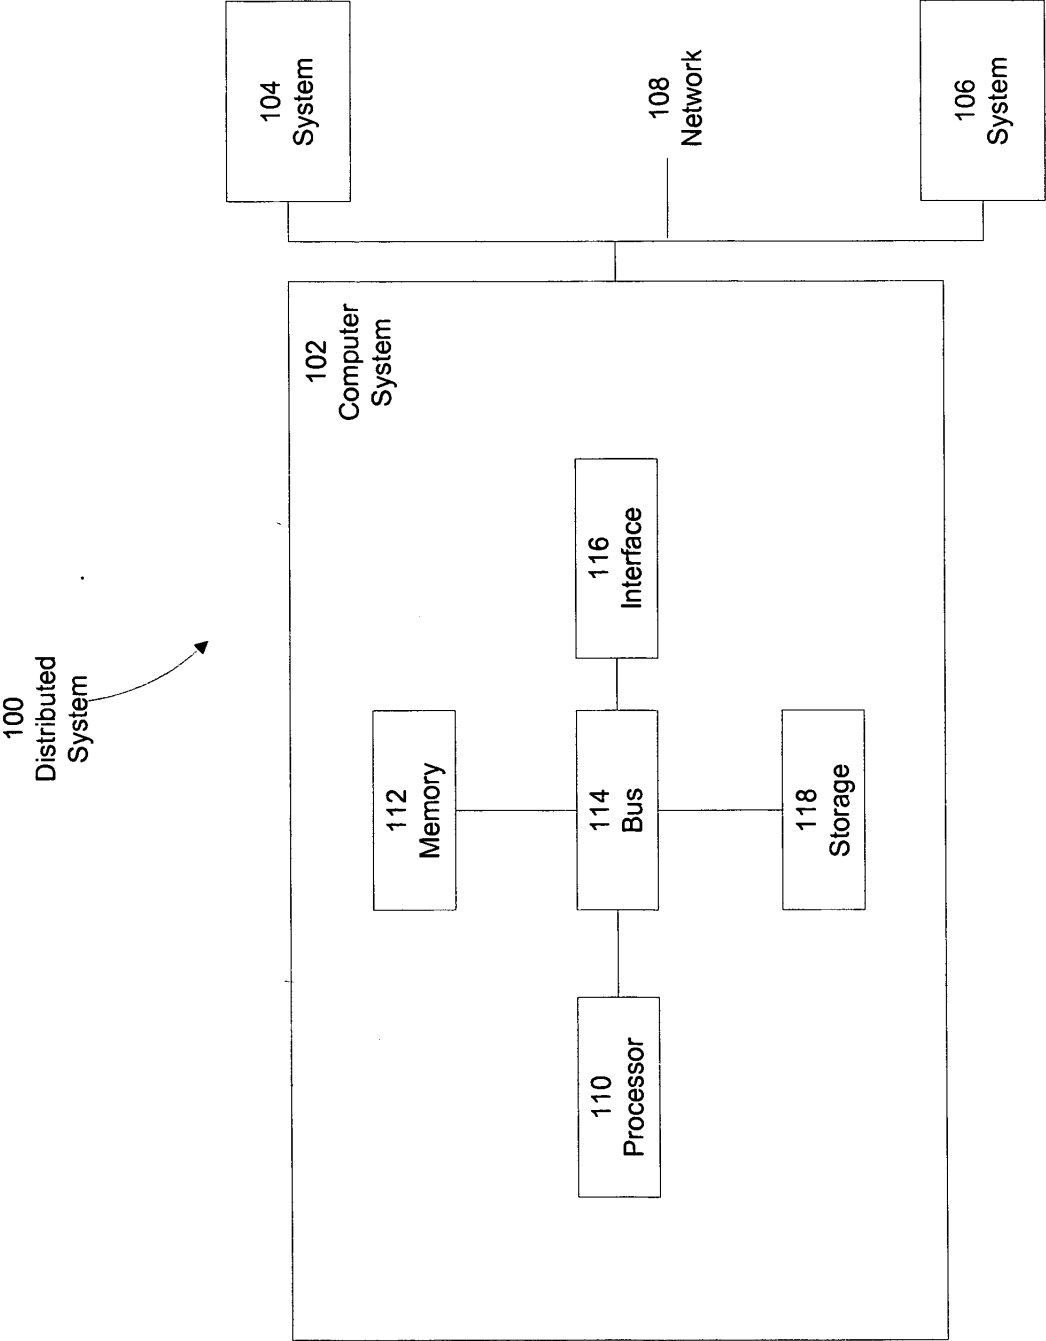 100
Distributed
System
102
Computer
System
104
System
112
Memory
110
Processor
114
Bus
116
Interface
108
Network
118
Storage
106
System